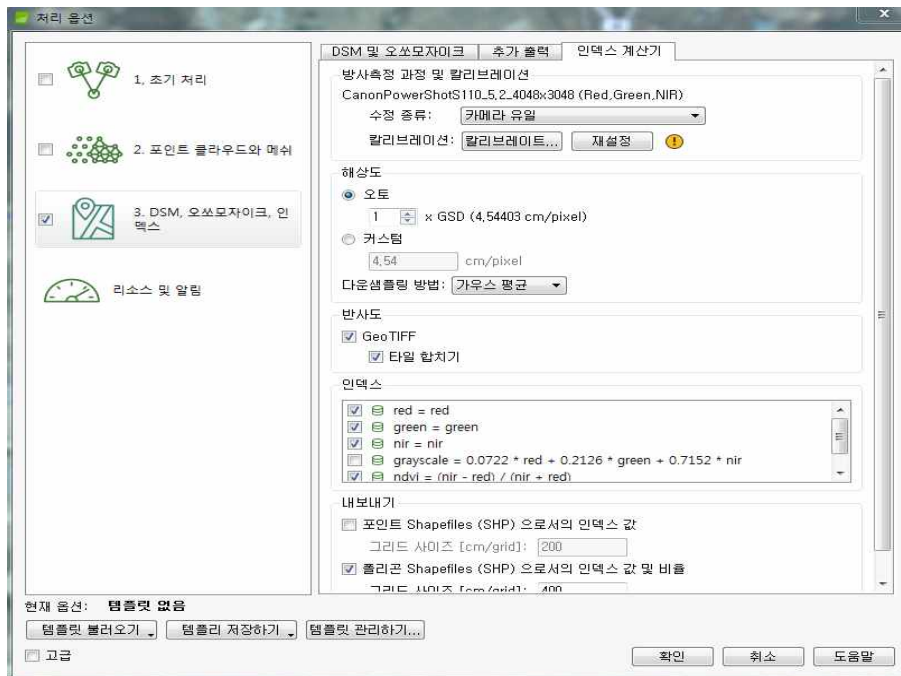 처리 옵션
1. 초기 처리
2. 포인트 클라우드와 메쉬
3. DSM, 오쏘모자이크, 인
덱스
리소스 및 알림
DSM 및 오쏘모자이크
추가 출력
인덱스 계산기
방사측정 과정 및 칼리브레이션
CanonPowerShotS110_5,2_4048x3048 (Red,Green,NIR)
수정 종류: 카메라 유일
칼리브레이션: 칼리브레이트... 재설정
해상도
오토
1 x GSD (4,54403 cm/pixel)
커스텀
4,54 cm/pixel
다운샘플링 방법: 가우스 평균
반사도
GeoTIFF
타일 합치기
인덱스
red = red
green = green
nir = nir
grayscale = 0.0722 * red + 0.2126 * green + 0.7152 * nir
ndvi = (nir - red) / (nir + red)
내보내기
포인트 Shapefiles (SHP) 으로서의 인덱스 값
그리드 사이즈 [cm/grid]: 200
폴리곤 Shapefiles (SHP) 으로서의 인덱스 값 및 비율
그리드 사이즈 [cm/grid]: 400
현재 옵션: 템플릿 없음
템플릿 불러오기 템플리 저장하기 템플릿 관리하기...
고급
확인 취소 도움말